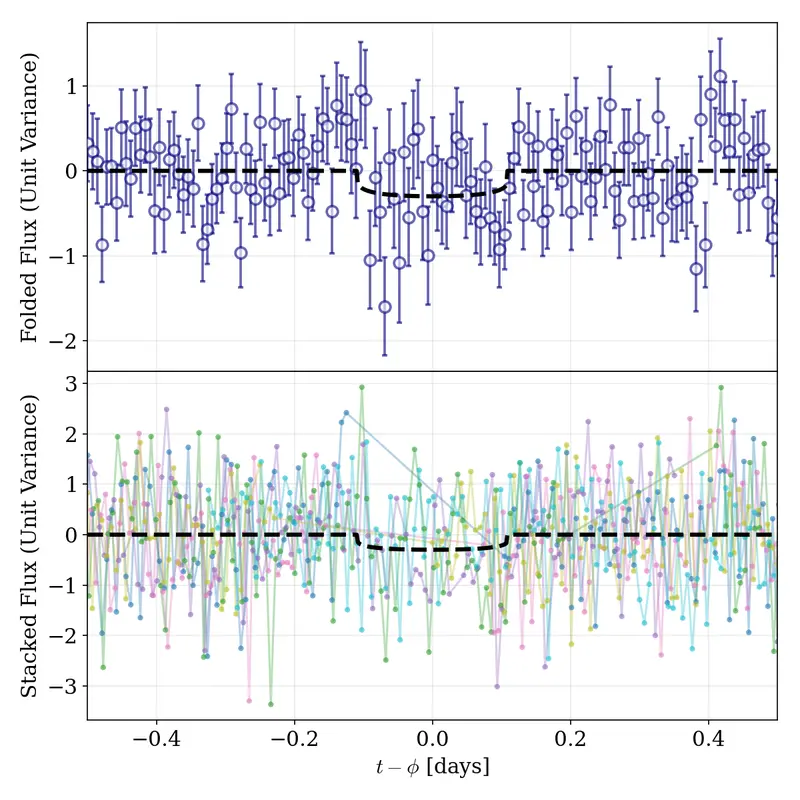 Folded Flux (Unit Variance)
1
0
−1
−2
Stacked Flux (Unit Variance)
3
2
1
0
−1
−2
−3
−0.4 −0.2 0.0 0.2 0.4
t − ϕ [days]